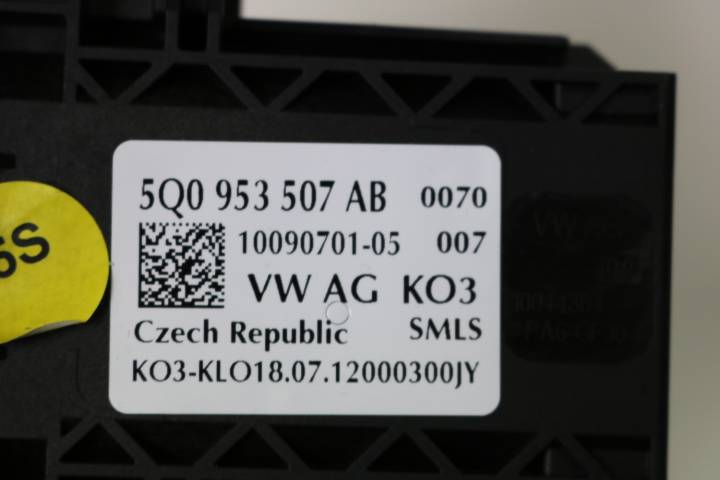 5Q0 953 507 AB 0070
10090701-05 007
VW AG KO3
Czech Republic SMLS
KO3-KLO18.07.12000300JY